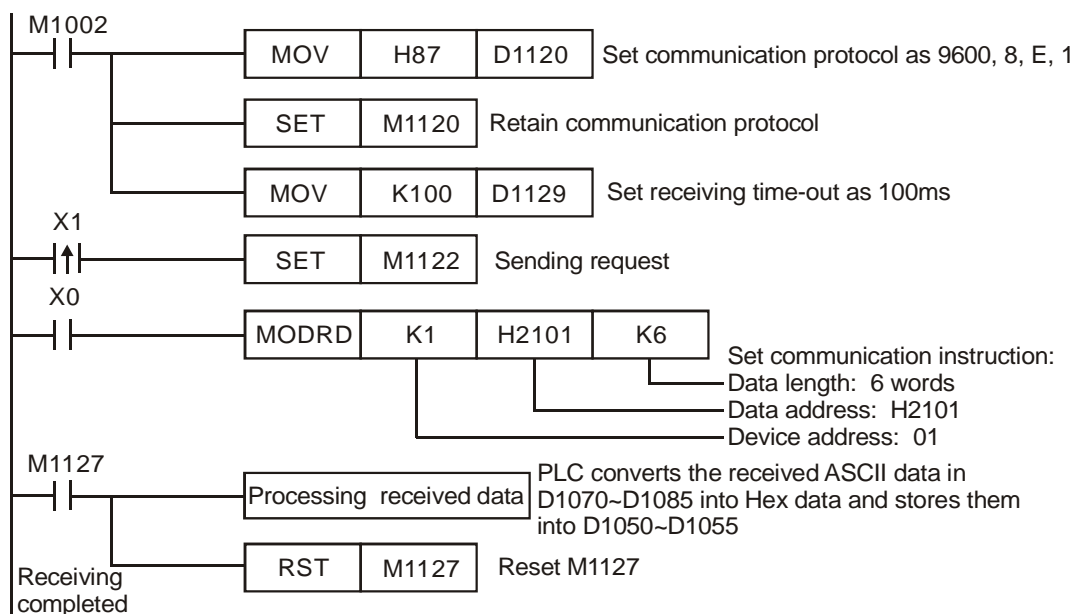 M1002
MOV H87 D1120 Set communication protocol as 9600, 8, E, 1
SET M1120 Retain communication protocol
MOV K100 D1129 Set receiving time-out as 100ms
X1
SET M1122 Sending request
X0
MODRD K1 H2101 K6
Set communication instruction:
Data length: 6 words
Data address: H2101
Device address: 01
M1127
Processing received data
PLC converts the received ASCII data in
D1070~D1085 into Hex data and stores them
into D1050~D1055
RST M1127 Reset M1127
Receiving
completed